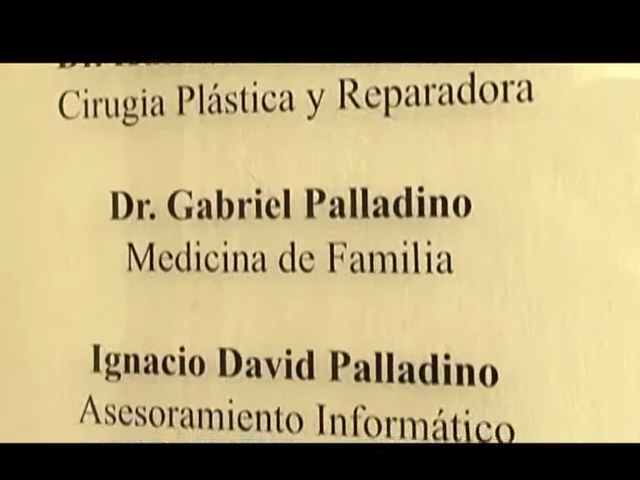 Cirugia Plástica y Reparadora
Dr. Gabriel Palladino
Medicina de Familia
Ignacio David Palladino
Asesoramiento Informático